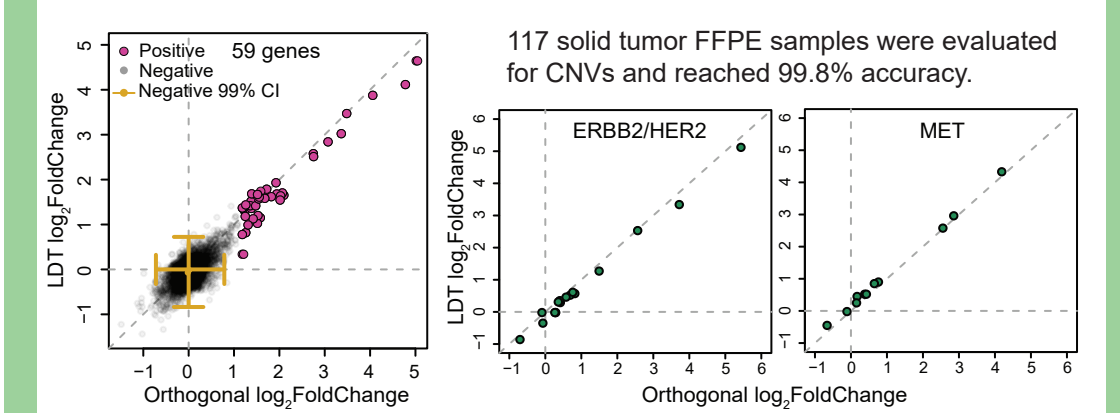 117 solid tumor FFPE samples were evaluated
for CNVs and reached 99.8% accuracy.
Positive
59 genes
Negative
Negative 99% CI
LDT log2FoldChange
5
4
3
2
1
0
−1
−1 0 1 2 3 4 5
Orthogonal log2FoldChange
ERBB2/HER2
LDT log2FoldChange
6
5
4
3
2
1
0
−1
−1 0 1 2 3 4 5 6
MET
6
5
4
3
2
1
0
−1
−1 0 1 2 3 4 5 6
Orthogonal log2FoldChange